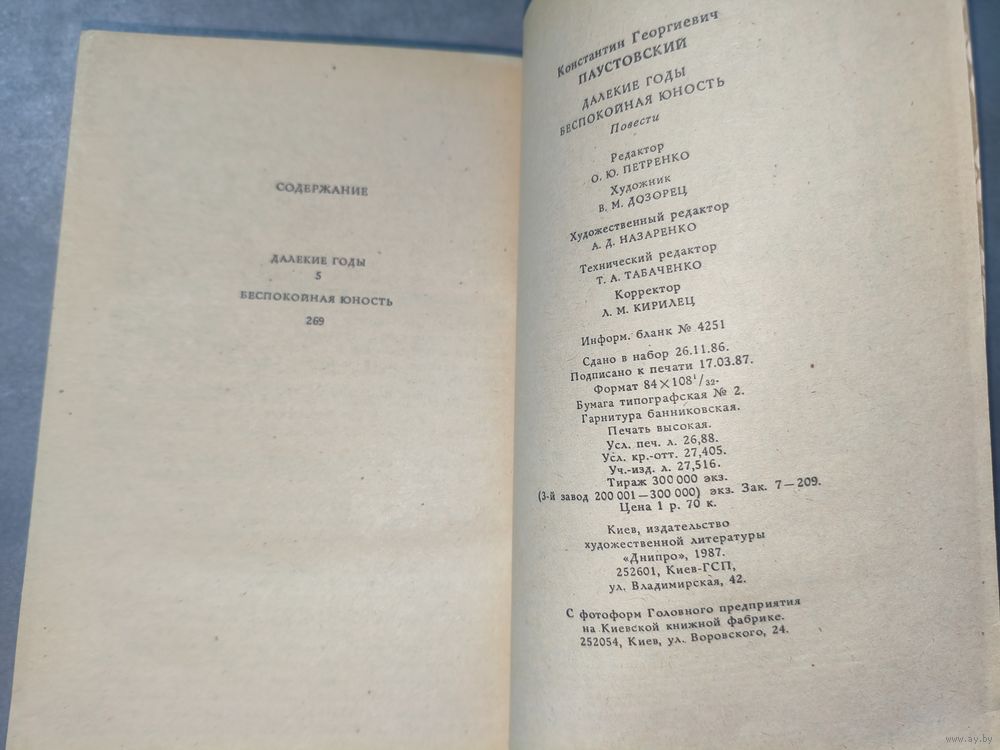 СОДЕРЖАНИЕ
ДАЛЕКИЕ ГОДЫ
5
БЕСПОКОЙНАЯ ЮНОСТЬ
269
Константин Георгиевич
ПАУСТОВСКИЙ
ДАЛЕКИЕ ГОДЫ
БЕСПОКОЙНАЯ ЮНОСТЬ
Повести
Редактор
О. Ю. ПЕТРЕНКО
Художник
В. М. ДОЗОРЕЦ
Художественный редактор
А. Д. НАЗАРЕНКО
Технический редактор
Т. А. ТАБАЧЕНКО
Корректор
Л. М. КИРИЛЕЦ
Информ. бланк № 4251
Сдано в набор 26.11.86.
Подписано к печати 17.03.87.
Формат 84×108¹/₃₂.
Бумага типографская № 2.
Гарнитура банниковская.
Печать высокая.
Усл. печ. л. 26,88.
Усл. кр.-отт. 27,405.
Уч.-изд. л. 27,516.
Тираж 300 000 экз.
(3-й завод 200 001—300 000) экз. Зак. 7—209.
Цена 1 р. 70 к.
Киев, издательство
художественной литературы
«Днипро», 1987.
252601, Киев-ГСП,
ул. Владимирская, 42.
С фотоформ Головного предприятия
на Киевской книжной фабрике.
252054, Киев, ул. Воровского, 24.
www.ay.by